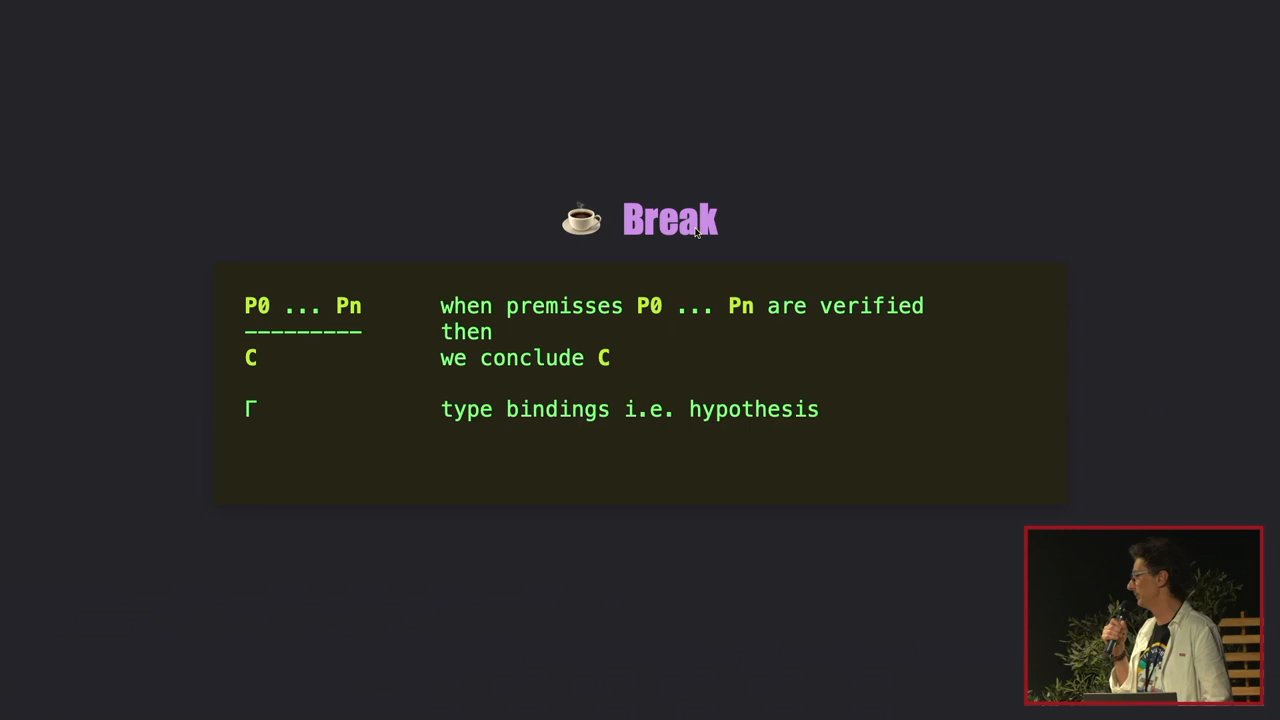 ☕ Break
P0 ... Pn when premisses P0 ... Pn are verified
--------- then
C we conclude C
Γ type bindings i.e. hypothesis